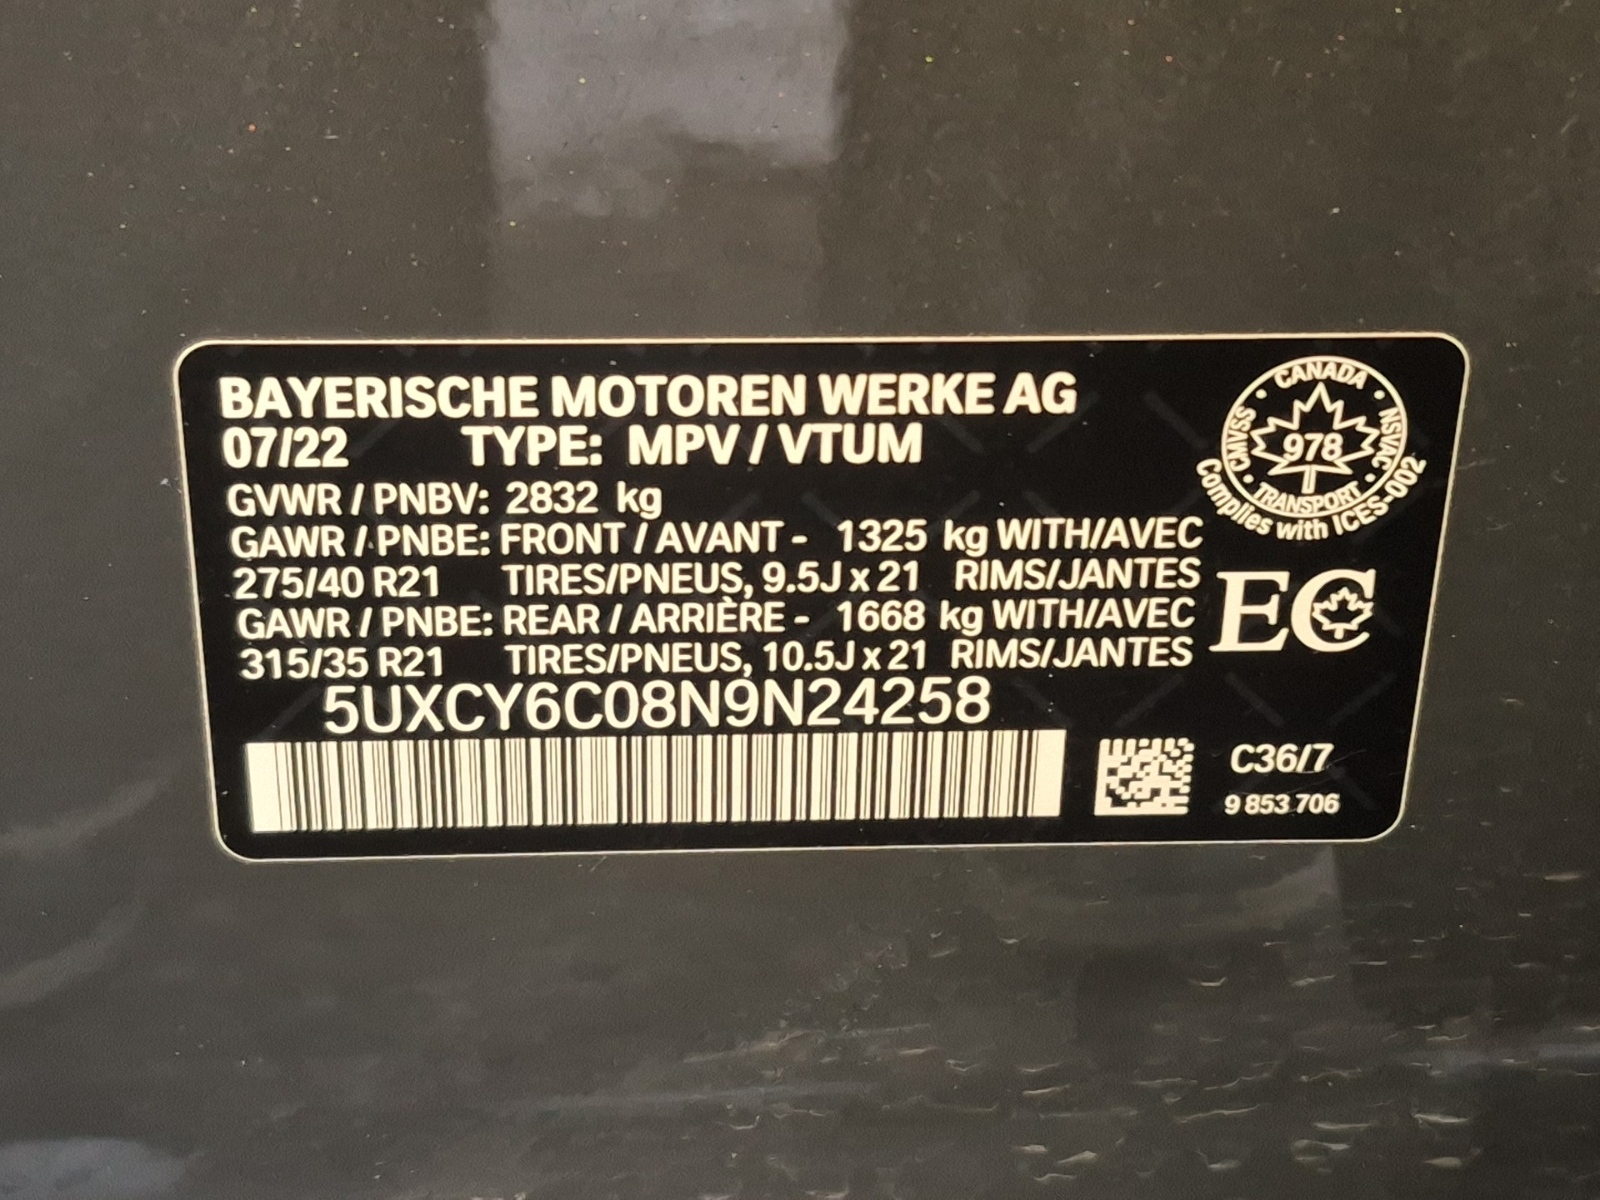 BAYERISCHE MOTOREN WERKE AG
07/22 TYPE: MPV / VTUM
GVWR / PNBV: 2832 kg
GAWR / PNBE: FRONT / AVANT - 1325 kg WITH/AVEC
275/40 R21 TIRES/PNEUS, 9.5J x 21 RIMS/JANTES
GAWR / PNBE: REAR / ARRIÈRE - 1668 kg WITH/AVEC
315/35 R21 TIRES/PNEUS, 10.5J x 21 RIMS/JANTES
5UXCY6C08N9N24258
CANADA
CMVSS
978
NSVAC
TRANSPORT
Complies with ICES-002
EC
C36/7
9 853 706